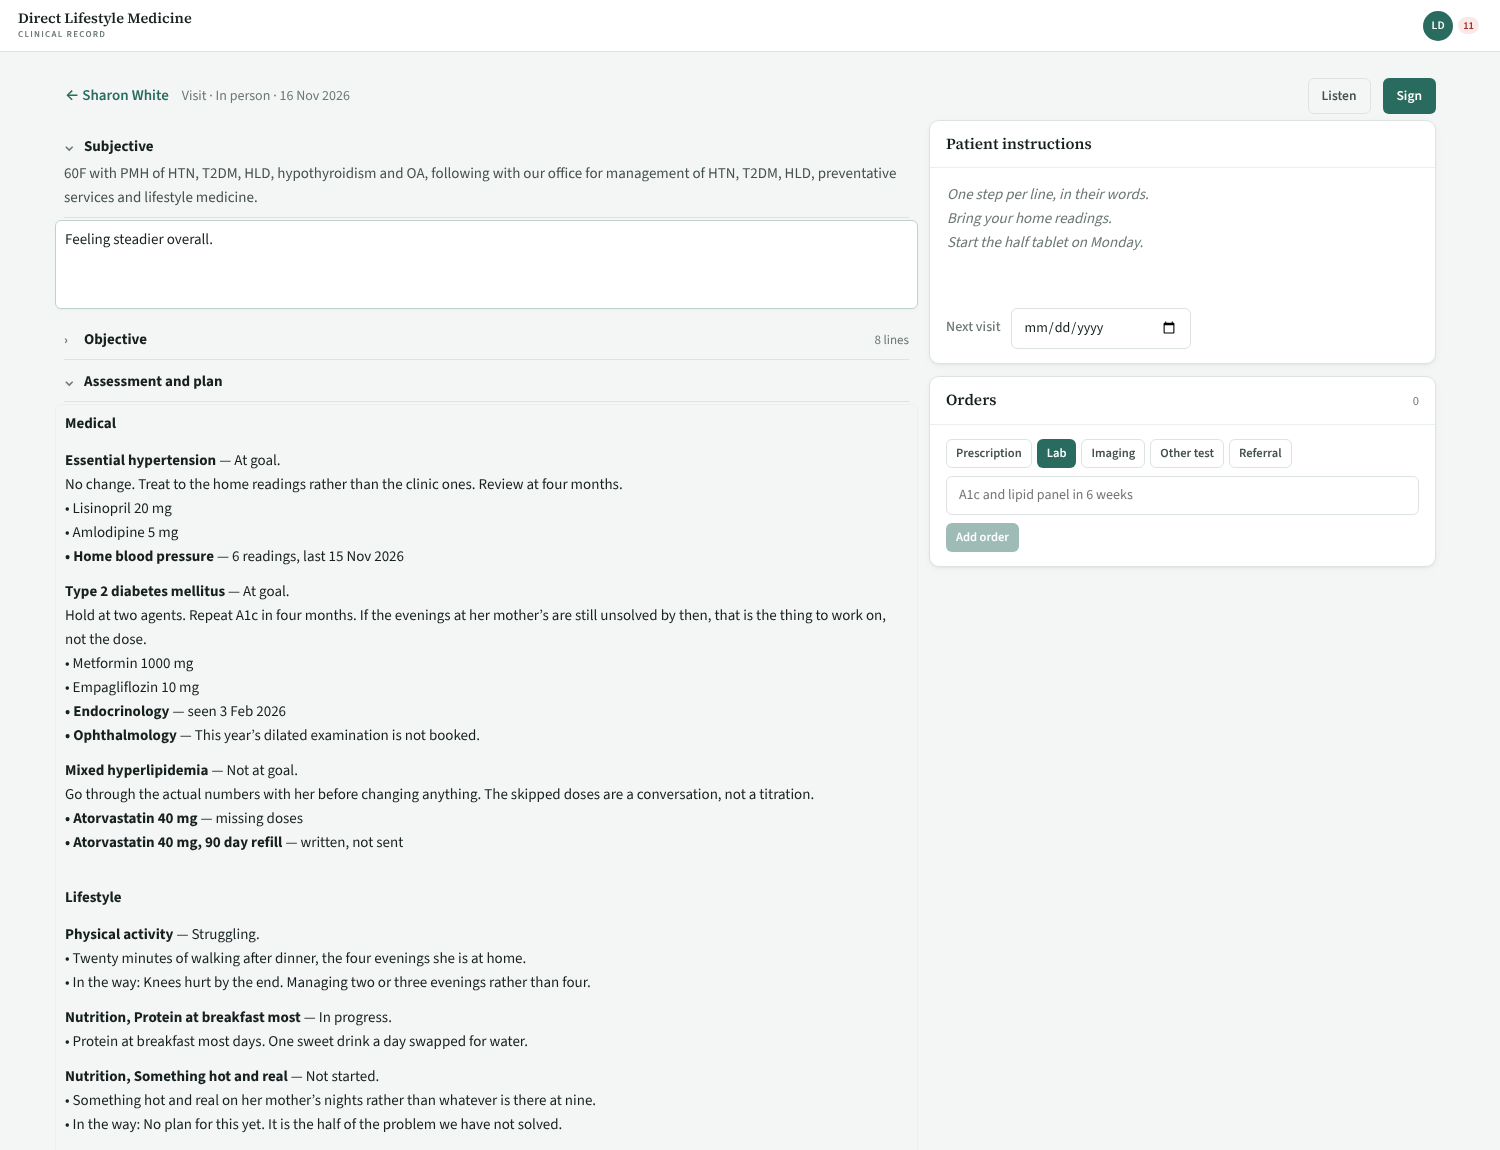 Direct Lifestyle Medicine
CLINICAL RECORD
LD
11
← Sharon White
Visit · In person · 16 Nov 2026
Listen
Sign
Subjective
60F with PMH of HTN, T2DM, HLD, hypothyroidism and OA, following with our office for management of HTN, T2DM, HLD, preventative
services and lifestyle medicine.
Feeling steadier overall.
Objective
8 lines
Assessment and plan
Medical
Essential hypertension — At goal.
No change. Treat to the home readings rather than the clinic ones. Review at four months.
• Lisinopril 20 mg
• Amlodipine 5 mg
• Home blood pressure — 6 readings, last 15 Nov 2026
Type 2 diabetes mellitus — At goal.
Hold at two agents. Repeat A1c in four months. If the evenings at her mother’s are still unsolved by then, that is the thing to work on,
not the dose.
• Metformin 1000 mg
• Empagliflozin 10 mg
• Endocrinology — seen 3 Feb 2026
• Ophthalmology — This year’s dilated examination is not booked.
Mixed hyperlipidemia — Not at goal.
Go through the actual numbers with her before changing anything. The skipped doses are a conversation, not a titration.
• Atorvastatin 40 mg — missing doses
• Atorvastatin 40 mg, 90 day refill — written, not sent
Lifestyle
Physical activity — Struggling.
• Twenty minutes of walking after dinner, the four evenings she is at home.
• In the way: Knees hurt by the end. Managing two or three evenings rather than four.
Nutrition, Protein at breakfast most — In progress.
• Protein at breakfast most days. One sweet drink a day swapped for water.
Nutrition, Something hot and real — Not started.
• Something hot and real on her mother’s nights rather than whatever is there at nine.
• In the way: No plan for this yet. It is the half of the problem we have not solved.
Patient instructions
One step per line, in their words.
Bring your home readings.
Start the half tablet on Monday.
Next visit
mm/dd/yyyy
Orders
0
Prescription
Lab
Imaging
Other test
Referral
A1c and lipid panel in 6 weeks
Add order